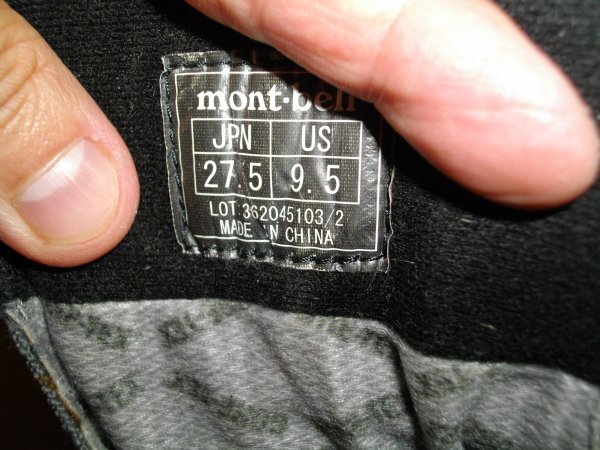 mont-bell
JPN US
27.5 9.5
LOT:362045103/2
MADE IN CHINA